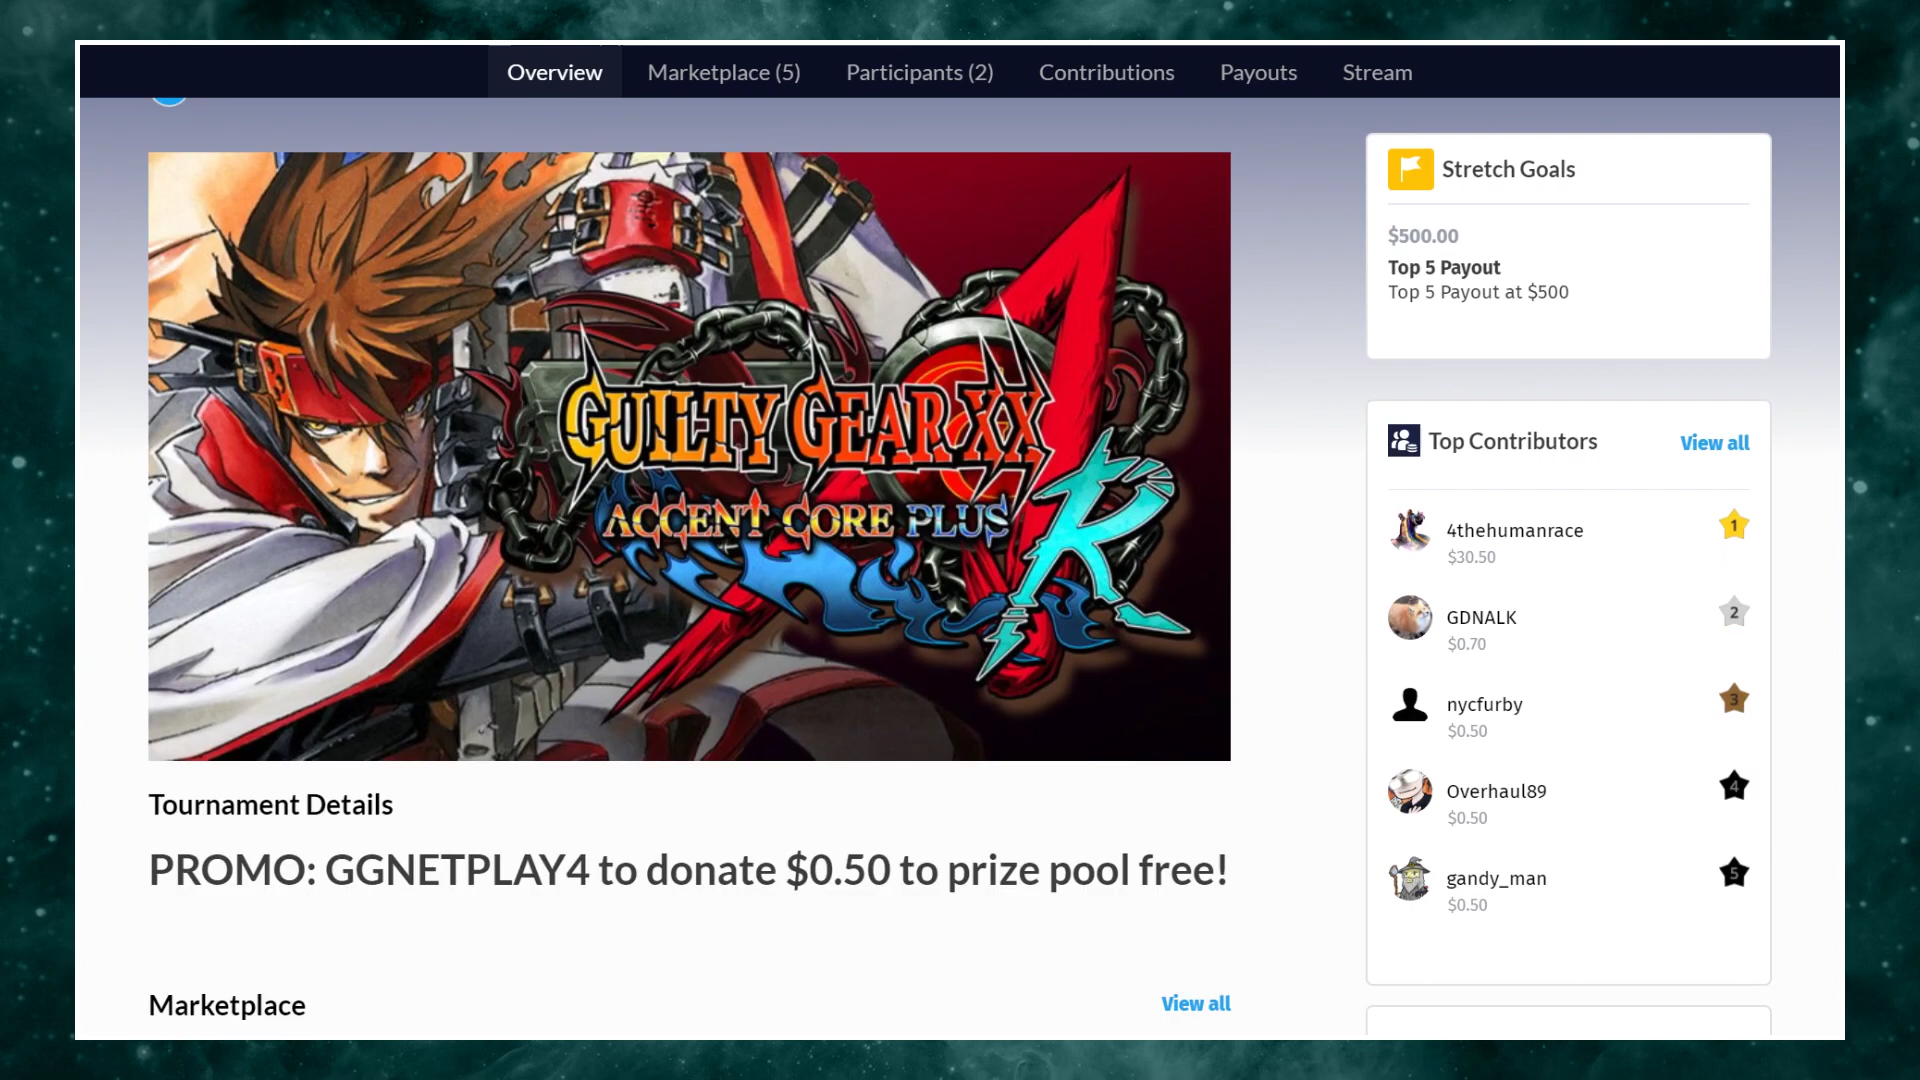 Overview
Marketplace (5)
Participants (2)
Contributions
Payouts
Stream
GUILTY GEAR XX
ACCENT CORE PLUS
R
Tournament Details
PROMO: GGNETPLAY4 to donate $0.50 to prize pool free!
Marketplace
View all
Stretch Goals
$500.00
Top 5 Payout
Top 5 Payout at $500
Top Contributors
View all
4thehumanrace
1
$30.50
GDNALK
2
$0.70
nycfurby
3
$0.50
Overhaul89
4
$0.50
gandy_man
5
$0.50